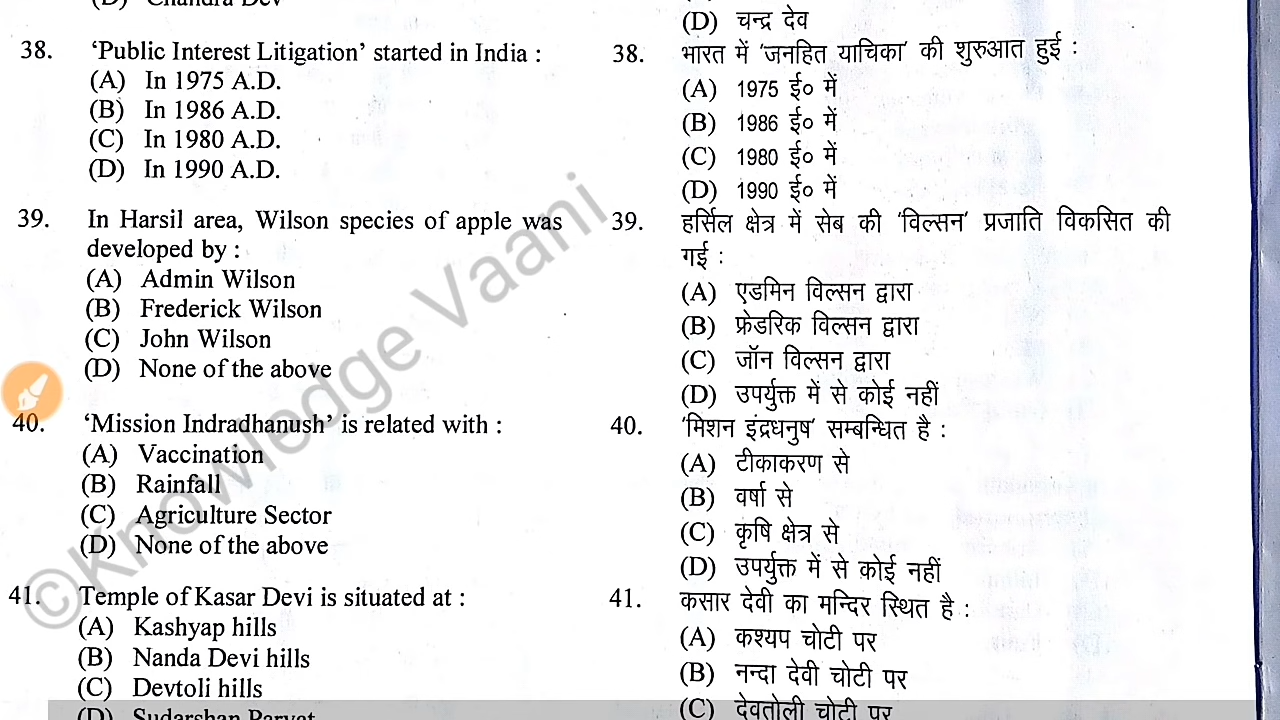 (D) Chandra Dev
38. ‘Public Interest Litigation’ started in India :
(A) In 1975 A.D.
(B) In 1986 A.D.
(C) In 1980 A.D.
(D) In 1990 A.D.
39. In Harsil area, Wilson species of apple was
developed by :
(A) Admin Wilson
(B) Frederick Wilson
(C) John Wilson
(D) None of the above
40. ‘Mission Indradhanush’ is related with :
(A) Vaccination
(B) Rainfall
(C) Agriculture Sector
(D) None of the above
41. Temple of Kasar Devi is situated at :
(A) Kashyap hills
(B) Nanda Devi hills
(C) Devtoli hills
(D) Sudarshan Parvat
(D) चन्द्र देव
38. भारत में ‘जनहित याचिका’ की शुरुआत हुई :
(A) 1975 ई० में
(B) 1986 ई० में
(C) 1980 ई० में
(D) 1990 ई० में
39. हर्सिल क्षेत्र में सेब की ‘विल्सन’ प्रजाति विकसित की
गई :
(A) एडमिन विल्सन द्वारा
(B) फ्रेडरिक विल्सन द्वारा
(C) जॉन विल्सन द्वारा
(D) उपर्युक्त में से कोई नहीं
40. ‘मिशन इंद्रधनुष’ सम्बन्धित है :
(A) टीकाकरण से
(B) वर्षा से
(C) कृषि क्षेत्र से
(D) उपर्युक्त में से कोई नहीं
41. कसार देवी का मन्दिर स्थित है :
(A) कश्यप चोटी पर
(B) नन्दा देवी चोटी पर
(C) देवतोली चोटी पर
©Knowledge Vaani